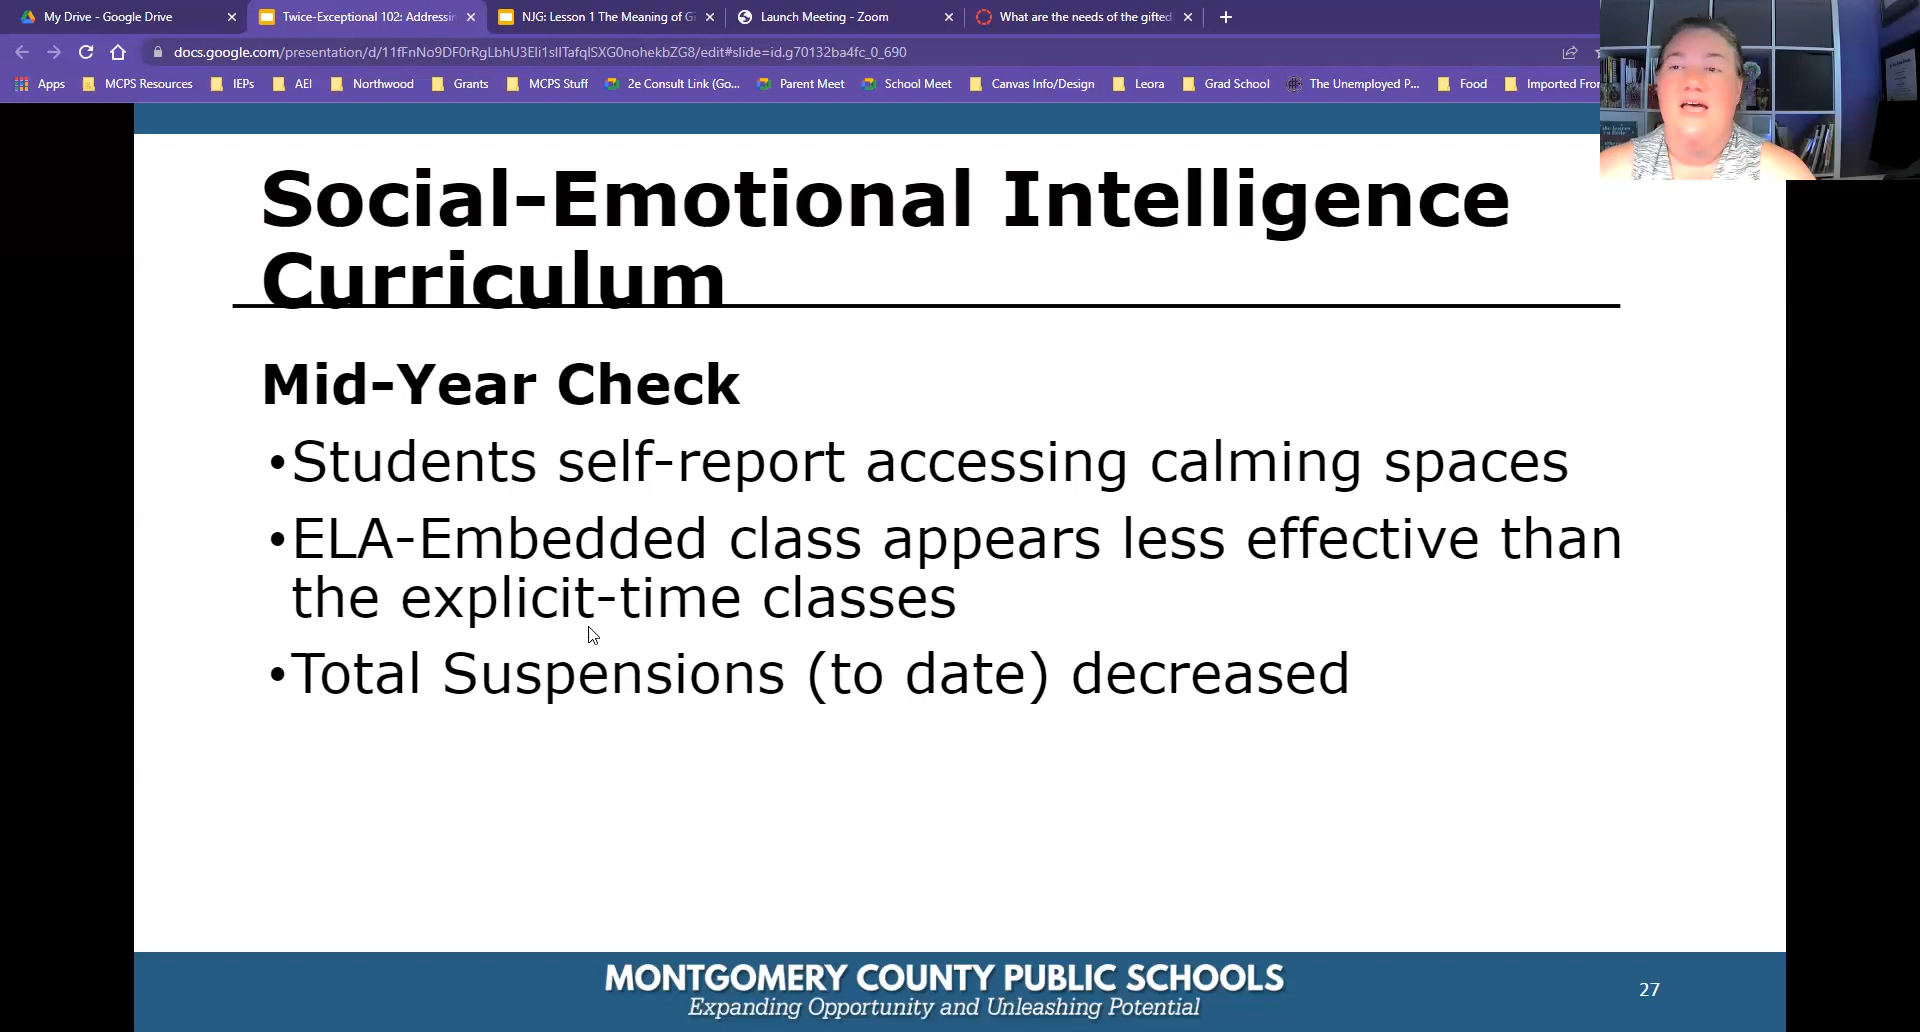 My Drive - Google Drive
Twice-Exceptional 102: Addressin
NJG: Lesson 1 The Meaning of Gi
Launch Meeting - Zoom
What are the needs of the gifted
docs.google.com/presentation/d/11fFnNo9DF0rRgLbhU3Eli1sllTafqlSXG0nohekbZG8/edit#slide=id.g70132ba4fc_0_690
Apps
MCPS Resources
IEPs
AEI
Northwood
Grants
MCPS Stuff
2e Consult Link (Go...
Parent Meet
School Meet
Canvas Info/Design
Leora
Grad School
The Unemployed P...
Food
Imported Fro
Social-Emotional Intelligence
Curriculum
Mid-Year Check
•Students self-report accessing calming spaces
•ELA-Embedded class appears less effective than
the explicit-time classes
•Total Suspensions (to date) decreased
MONTGOMERY COUNTY PUBLIC SCHOOLS
Expanding Opportunity and Unleashing Potential
27